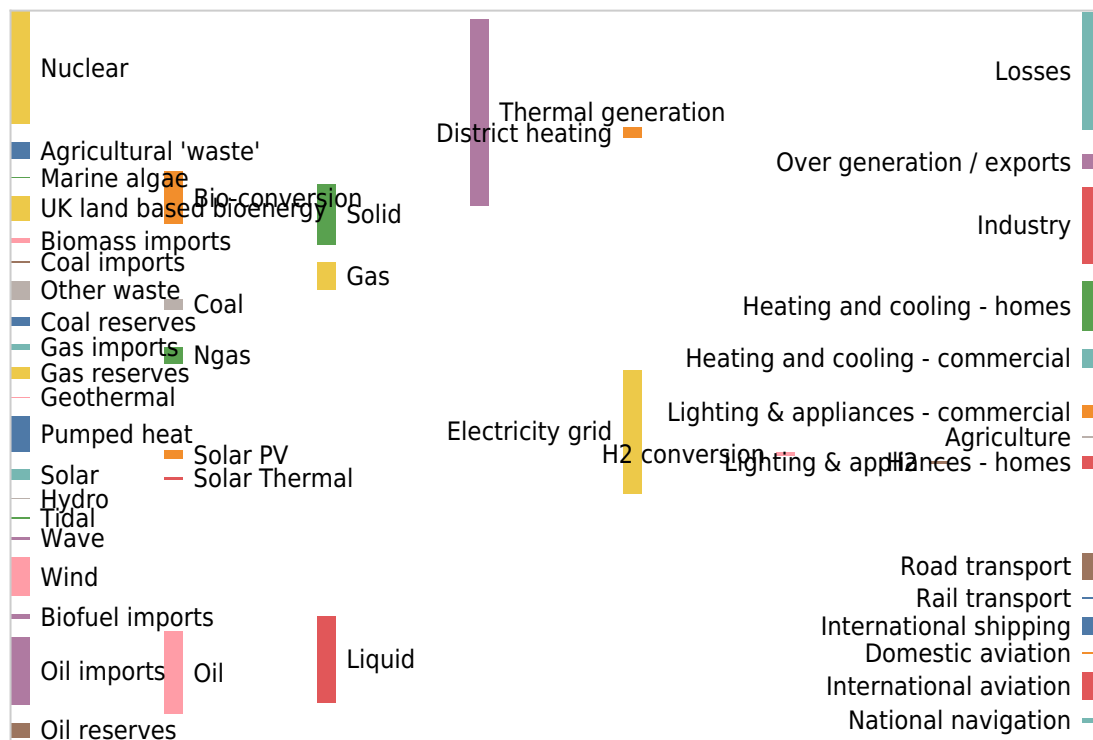 Nuclear
Agricultural 'waste'
Marine algae
UK land based bioenergy
Biomass imports
Coal imports
Other waste
Coal reserves
Gas imports
Gas reserves
Geothermal
Pumped heat
Solar
Hydro
Tidal
Wave
Wind
Biofuel imports
Oil imports
Oil reserves
Bio-conversion
Coal
Ngas
Solar PV
Solar Thermal
Oil
Solid
Gas
Liquid
Thermal generation
District heating
Electricity grid
H2 conversion
H2
Losses
Over generation / exports
Industry
Heating and cooling - homes
Heating and cooling - commercial
Lighting & appliances - commercial
Agriculture
Lighting & appliances - homes
Road transport
Rail transport
International shipping
Domestic aviation
International aviation
National navigation